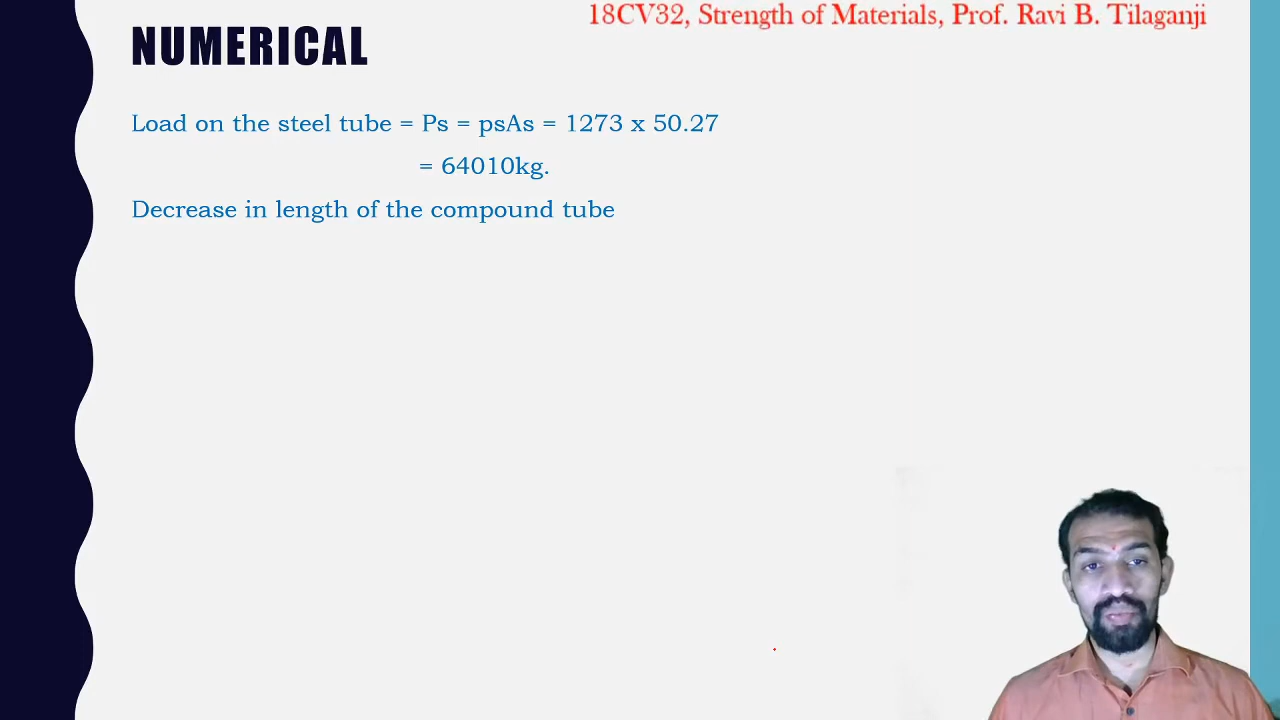 18CV32, Strength of Materials, Prof. Ravi B. Tilaganji
NUMERICAL
Load on the steel tube = Ps = psAs = 1273 x 50.27
= 64010kg.
Decrease in length of the compound tube